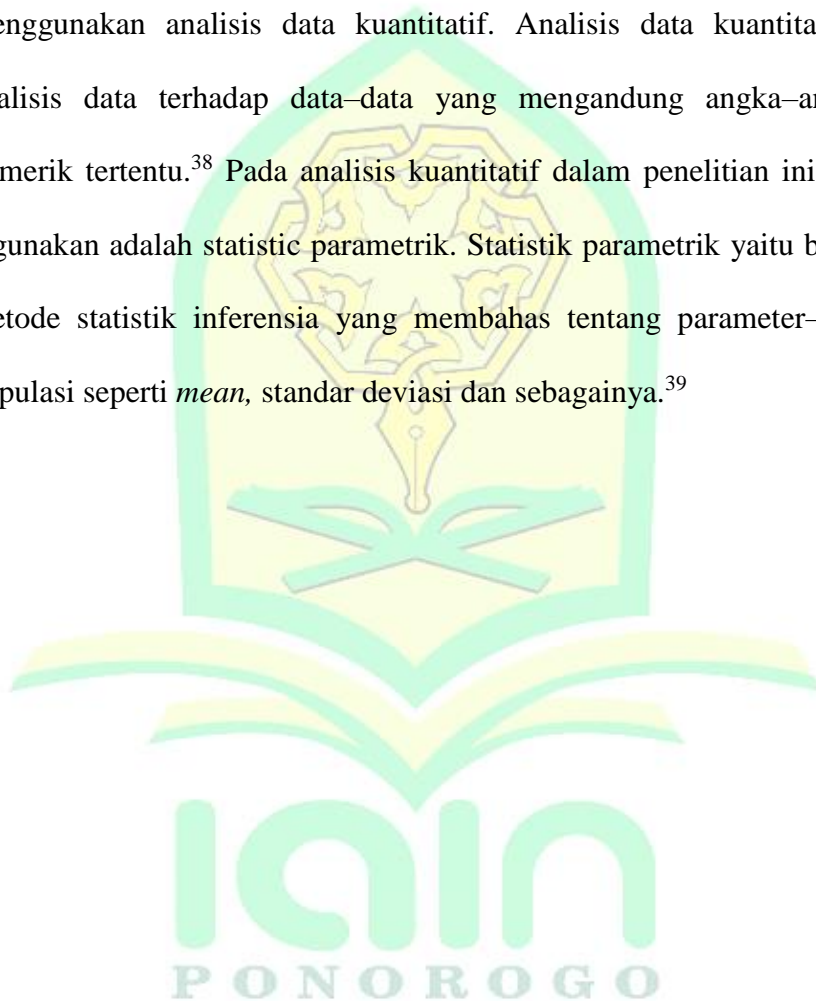 enggunakan analisis data kuantitatif. Analisis data kuantita
alisis data terhadap data–data yang mengandung angka–a
merik tertentu.38 Pada analisis kuantitatif dalam penelitian ini
gunakan adalah statistic parametrik. Statistik parametrik yaitu b
etode statistik inferensia yang membahas tentang parameter–
pulasi seperti mean, standar deviasi dan sebagainya.39
iain
PONOROGO